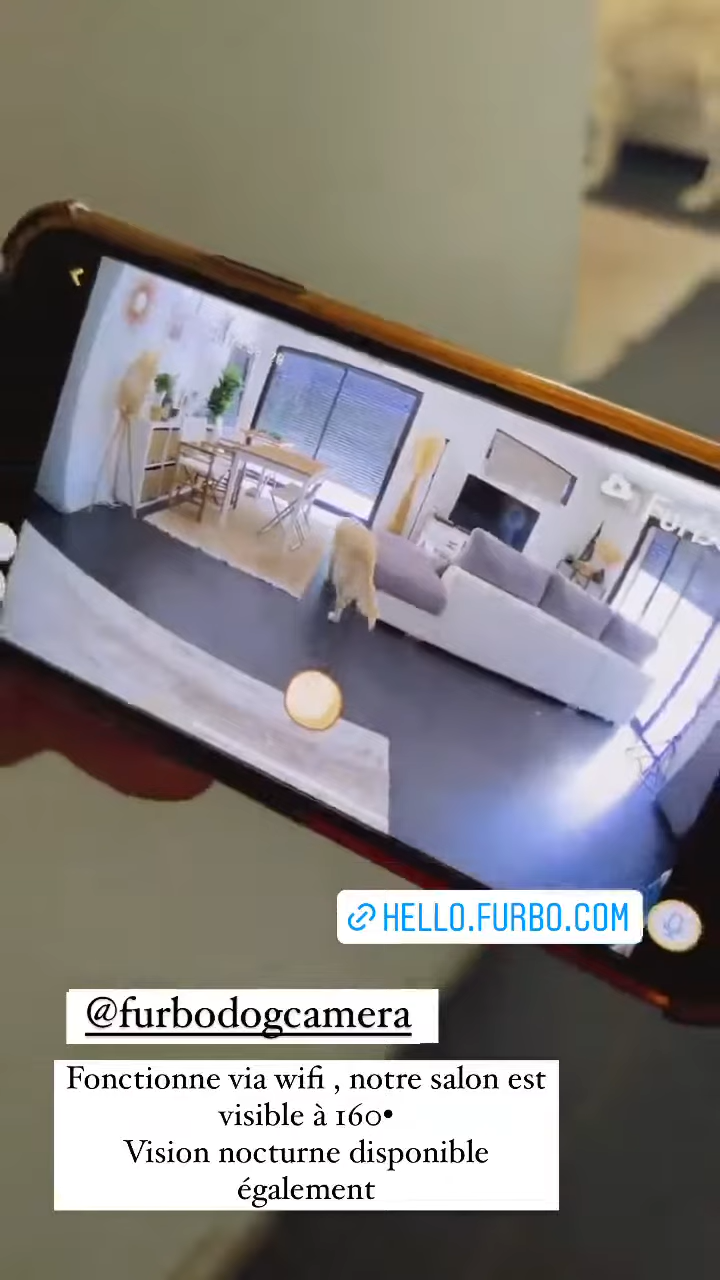 HELLO.FURBO.COM
@furbodogcamera
Fonctionne via wifi , notre salon est
visible à 160•
Vision nocturne disponible
également